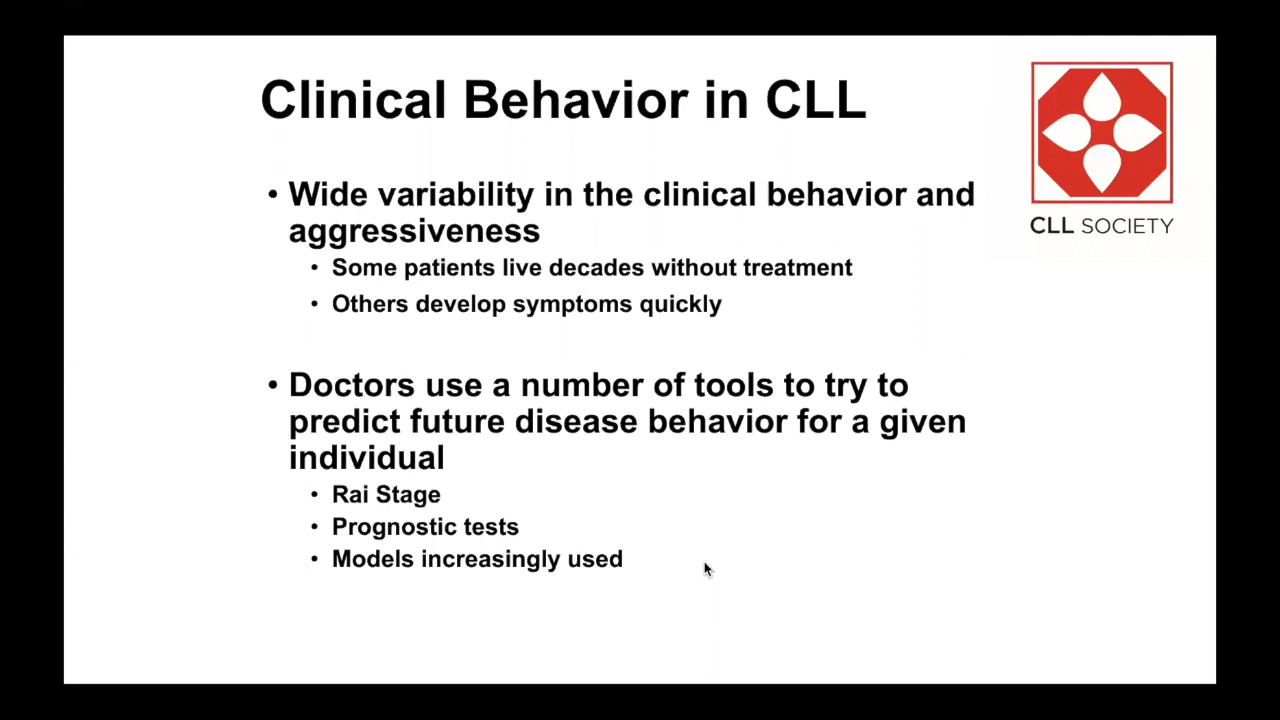 Clinical Behavior in CLL
CLL SOCIETY
• Wide variability in the clinical behavior and
aggressiveness
• Some patients live decades without treatment
• Others develop symptoms quickly
• Doctors use a number of tools to try to
predict future disease behavior for a given
individual
• Rai Stage
• Prognostic tests
• Models increasingly used